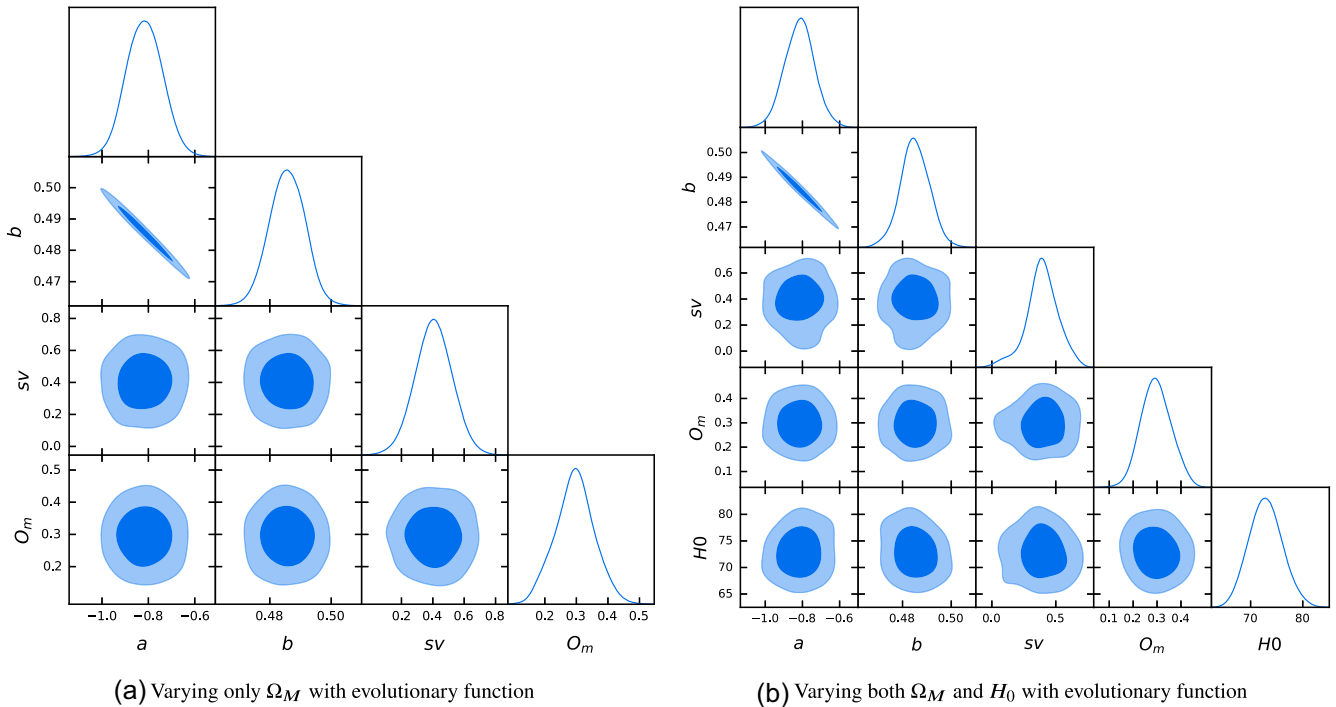 0.50
0.49
0.48
0.47
b
0.8
0.6
0.4
0.2
0.0
sv
0.5
0.4
0.3
0.2
O_m
−1.0 −0.8 −0.6 0.48 0.50 0.2 0.4 0.6 0.8 0.2 0.3 0.4 0.5
a b sv O_m
(a) Varying only Ω_M with evolutionary function
0.50
0.49
0.48
0.47
b
0.6
0.4
0.2
0.0
sv
0.4
0.3
0.2
0.1
O_m
80
75
70
65
H0
−1.0 −0.8 −0.6 0.48 0.50 0.0 0.5 0.1 0.2 0.3 0.4 70 80
a b sv O_m H0
(b) Varying both Ω_M and H_0 with evolutionary function